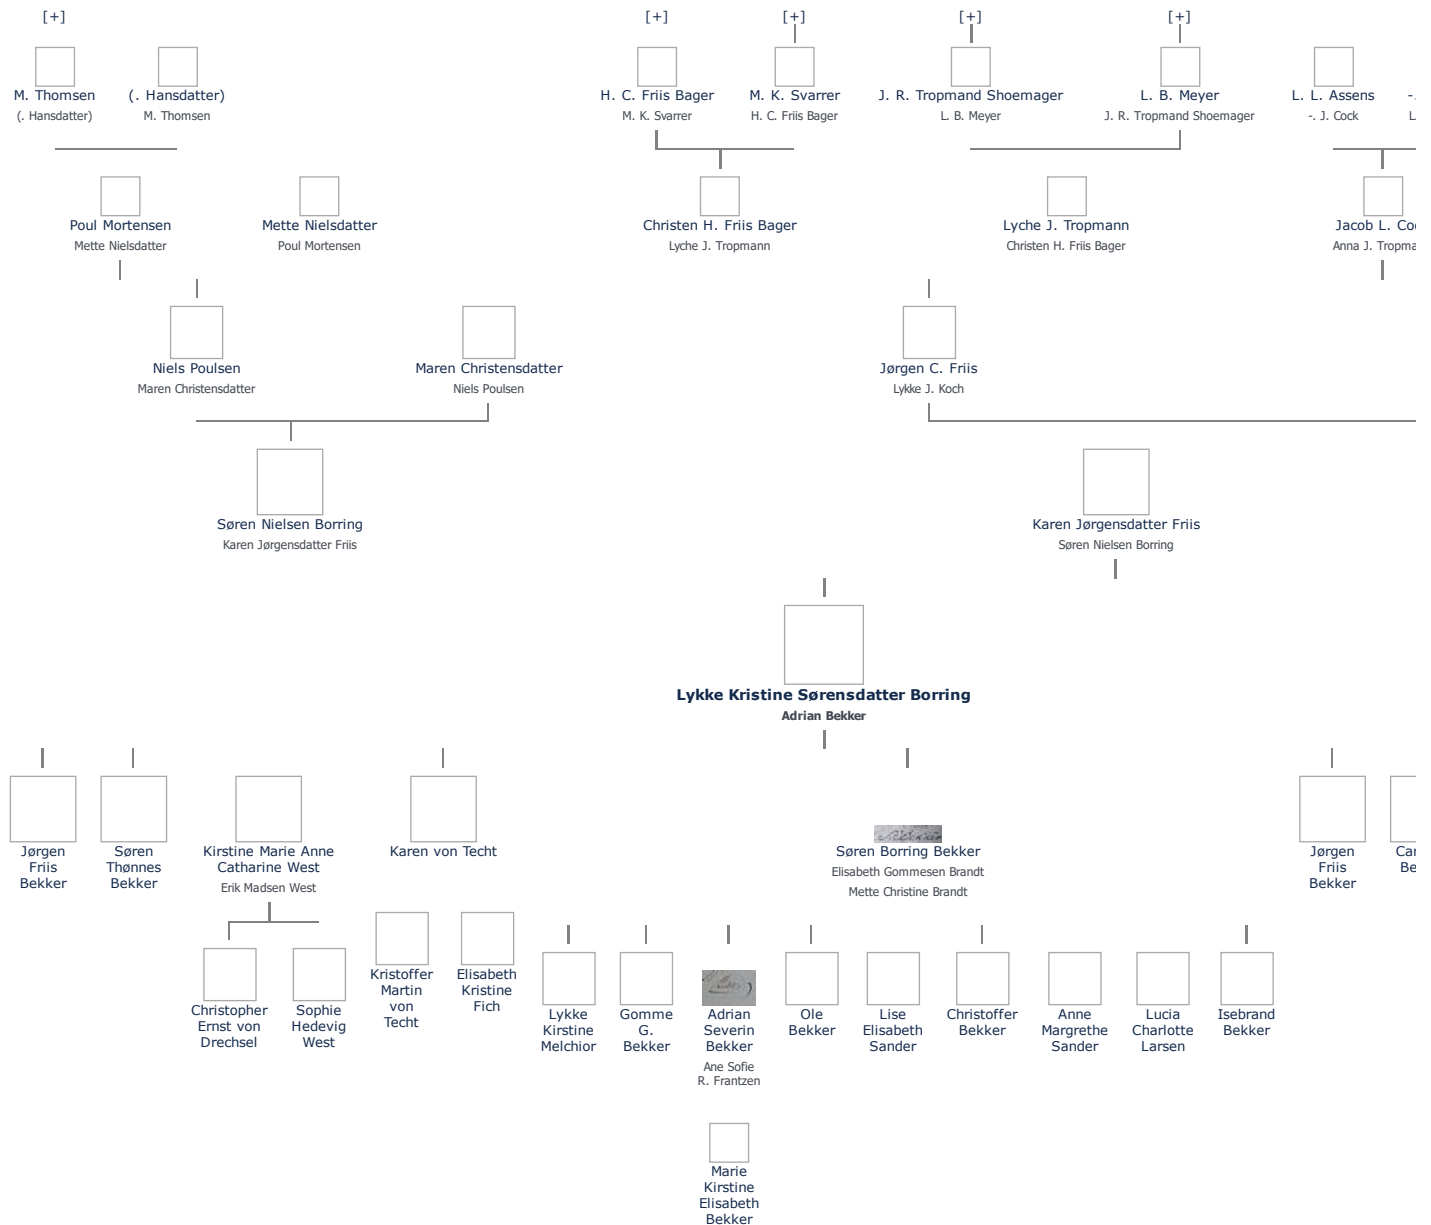 [+] [+] [+] [+] [+]
M. Thomsen (. Hansdatter) H. C. Friis Bager M. K. Svarrer J. R. Tropmand Shoemager L. B. Meyer L. L. Assens -.
(. Hansdatter) M. Thomsen M. K. Svarrer H. C. Friis Bager L. B. Meyer J. R. Tropmand Shoemager -. J. Cock L.
Poul Mortensen Mette Nielsdatter Christen H. Friis Bager Lyche J. Tropmann Jacob L. Coc
Mette Nielsdatter Poul Mortensen Lyche J. Tropmann Christen H. Friis Bager Anna J. Tropma
Niels Poulsen Maren Christensdatter Jørgen C. Friis
Maren Christensdatter Niels Poulsen Lykke J. Koch
Søren Nielsen Borring Karen Jørgensdatter Friis
Karen Jørgensdatter Friis Søren Nielsen Borring
Lykke Kristine Sørensdatter Borring
Adrian Bekker
Jørgen
Friis
Bekker
Søren
Thønnes
Bekker
Kirstine Marie Anne
Catharine West
Erik Madsen West
Karen von Techt
Søren Borring Bekker
Elisabeth Gommesen Brandt
Mette Christine Brandt
Jørgen
Friis
Bekker
Car
Be
Christopher
Ernst von
Drechsel
Sophie
Hedevig
West
Kristoffer
Martin
von
Techt
Elisabeth
Kristine
Fich
Lykke
Kirstine
Melchior
Gomme
G.
Bekker
Adrian
Severin
Bekker
Ane Sofie
R. Frantzen
Ole
Bekker
Lise
Elisabeth
Sander
Christoffer
Bekker
Anne
Margrethe
Sander
Lucia
Charlotte
Larsen
Isebrand
Bekker
Marie
Kirstine
Elisabeth
Bekker